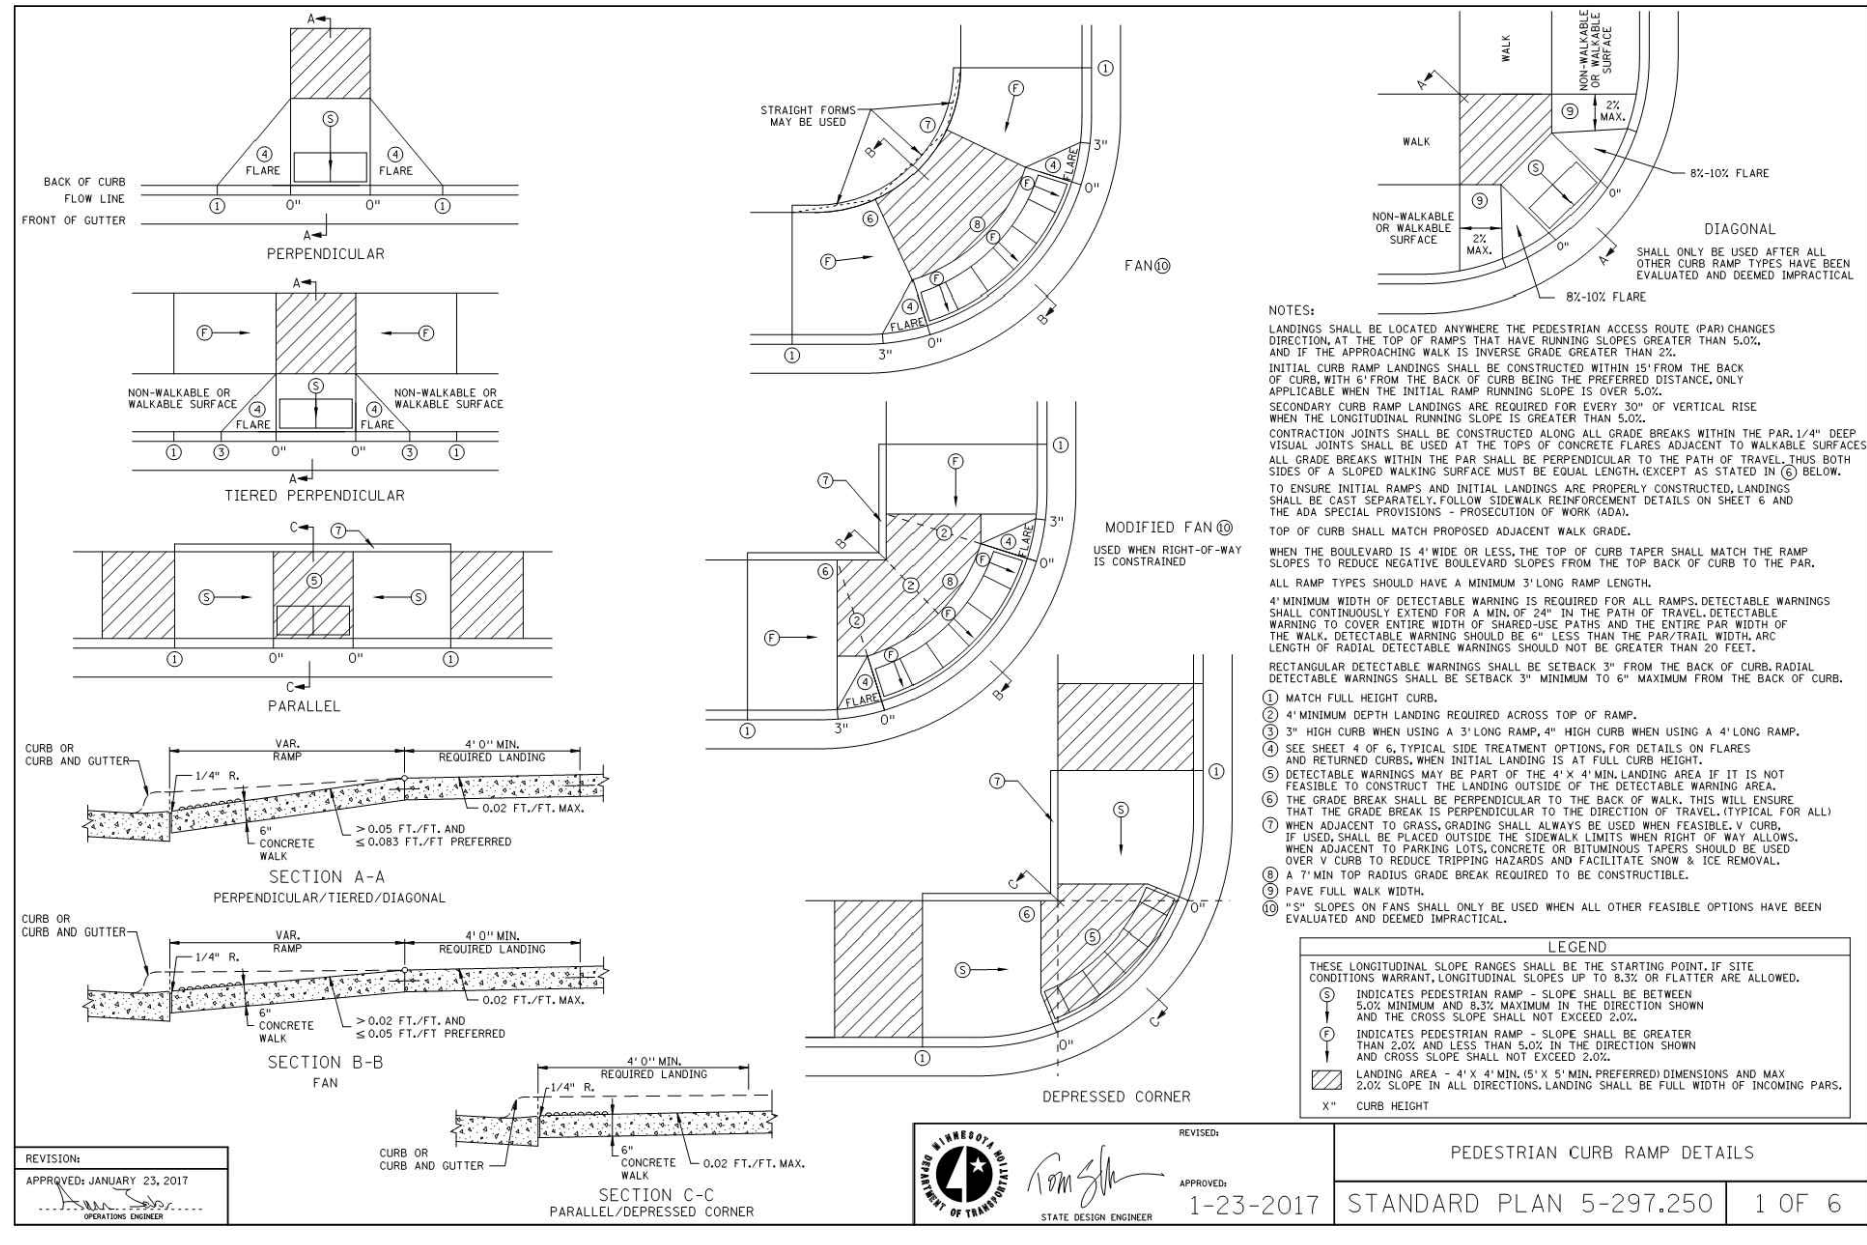 A
S
4
FLARE
4
FLARE
BACK OF CURB
FLOW LINE
FRONT OF GUTTER
1
0"
0"
1
A
PERPENDICULAR
A
F
F
NON-WALKABLE OR
WALKABLE SURFACE
S
NON-WALKABLE OR
WALKABLE SURFACE
4
FLARE
4
FLARE
1
3
0"
0"
3
1
A
TIERED PERPENDICULAR
C
7
5
S
S
1
0"
0"
1
C
PARALLEL
CURB OR
CURB AND GUTTER
VAR.
RAMP
4'0" MIN.
REQUIRED LANDING
1/4" R.
0.02 FT./FT. MAX.
6"
CONCRETE
WALK
> 0.05 FT./FT. AND
≤ 0.083 FT./FT PREFERRED
SECTION A-A
PERPENDICULAR/TIERED/DIAGONAL
CURB OR
CURB AND GUTTER
VAR.
RAMP
4'0" MIN.
REQUIRED LANDING
1/4" R.
0.02 FT./FT. MAX.
6"
CONCRETE
WALK
> 0.02 FT./FT. AND
≤ 0.05 FT./FT PREFERRED
SECTION B-B
FAN
4'0" MIN.
REQUIRED LANDING
1/4" R.
CURB OR
CURB AND GUTTER
6"
CONCRETE
WALK
0.02 FT./FT. MAX.
SECTION C-C
PARALLEL/DEPRESSED CORNER
STRAIGHT FORMS
MAY BE USED
1
F
7
B
3"
4
FLARE
F
0"
6
8
F
F
F
4
FLARE
B
1
3"
0"
FAN 10
1
F
7
B
2
3"
4
FLARE
6
F
0"
8
2
2
F
F
F
4
FLARE
B
1
3"
0"
MODIFIED FAN 10
USED WHEN RIGHT-OF-WAY
IS CONSTRAINED
7
1
S
C
6
0"
5
S
C
1
0"
DEPRESSED CORNER
WALK
NON-WALKABLE
OR WALKABLE
SURFACE
A
9
2%
MAX.
WALK
S
8%-10% FLARE
0"
9
NON-WALKABLE
OR WALKABLE
SURFACE
2%
MAX.
0"
A
8%-10% FLARE
DIAGONAL
SHALL ONLY BE USED AFTER ALL
OTHER CURB RAMP TYPES HAVE BEEN
EVALUATED AND DEEMED IMPRACTICAL
NOTES:
LANDINGS SHALL BE LOCATED ANYWHERE THE PEDESTRIAN ACCESS ROUTE (PAR) CHANGES
DIRECTION, AT THE TOP OF RAMPS THAT HAVE RUNNING SLOPES GREATER THAN 5.0%,
AND IF THE APPROACHING WALK IS INVERSE GRADE GREATER THAN 2%.
INITIAL CURB RAMP LANDINGS SHALL BE CONSTRUCTED WITHIN 15' FROM THE BACK
OF CURB, WITH 6' FROM THE BACK OF CURB BEING THE PREFERRED DISTANCE, ONLY
APPLICABLE WHEN THE INITIAL RAMP RUNNING SLOPE IS OVER 5.0%.
SECONDARY CURB RAMP LANDINGS ARE REQUIRED FOR EVERY 30" OF VERTICAL RISE
WHEN THE LONGITUDINAL RUNNING SLOPE IS GREATER THAN 5.0%.
CONTRACTION JOINTS SHALL BE CONSTRUCTED ALONG ALL GRADE BREAKS WITHIN THE PAR. 1/4" DEEP
VISUAL JOINTS SHALL BE USED AT THE TOPS OF CONCRETE FLARES ADJACENT TO WALKABLE SURFACES
ALL GRADE BREAKS WITHIN THE PAR SHALL BE PERPENDICULAR TO THE PATH OF TRAVEL. THUS BOTH
SIDES OF A SLOPED WALKING SURFACE MUST BE EQUAL LENGTH. (EXCEPT AS STATED IN 6 BELOW.
TO ENSURE INITIAL RAMPS AND INITIAL LANDINGS ARE PROPERLY CONSTRUCTED, LANDINGS
SHALL BE CAST SEPARATELY. FOLLOW SIDEWALK REINFORCEMENT DETAILS ON SHEET 6 AND
THE ADA SPECIAL PROVISIONS - PROSECUTION OF WORK (ADA).
TOP OF CURB SHALL MATCH PROPOSED ADJACENT WALK GRADE.
WHEN THE BOULEVARD IS 4' WIDE OR LESS, THE TOP OF CURB TAPER SHALL MATCH THE RAMP
SLOPES TO REDUCE NEGATIVE BOULEVARD SLOPES FROM THE TOP BACK OF CURB TO THE PAR.
ALL RAMP TYPES SHOULD HAVE A MINIMUM 3' LONG RAMP LENGTH.
4' MINIMUM WIDTH OF DETECTABLE WARNING IS REQUIRED FOR ALL RAMPS. DETECTABLE WARNINGS
SHALL CONTINUOUSLY EXTEND FOR A MIN. OF 24" IN THE PATH OF TRAVEL. DETECTABLE
WARNING TO COVER ENTIRE WIDTH OF SHARED-USE PATHS AND THE ENTIRE PAR WIDTH OF
THE WALK. DETECTABLE WARNING SHOULD BE 6" LESS THAN THE PAR/TRAIL WIDTH. ARC
LENGTH OF RADIAL DETECTABLE WARNINGS SHOULD NOT BE GREATER THAN 20 FEET.
RECTANGULAR DETECTABLE WARNINGS SHALL BE SETBACK 3" FROM THE BACK OF CURB. RADIAL
DETECTABLE WARNINGS SHALL BE SETBACK 3" MINIMUM TO 6" MAXIMUM FROM THE BACK OF CURB.
1 MATCH FULL HEIGHT CURB.
2 4' MINIMUM DEPTH LANDING REQUIRED ACROSS TOP OF RAMP.
3 3" HIGH CURB WHEN USING A 3' LONG RAMP, 4" HIGH CURB WHEN USING A 4' LONG RAMP.
4 SEE SHEET 4 OF 6, TYPICAL SIDE TREATMENT OPTIONS, FOR DETAILS ON FLARES
AND RETURNED CURBS, WHEN INITIAL LANDING IS AT FULL CURB HEIGHT.
5 DETECTABLE WARNINGS MAY BE PART OF THE 4' X 4' MIN. LANDING AREA IF IT IS NOT
FEASIBLE TO CONSTRUCT THE LANDING OUTSIDE OF THE DETECTABLE WARNING AREA.
6 THE GRADE BREAK SHALL BE PERPENDICULAR TO THE BACK OF WALK. THIS WILL ENSURE
THAT THE GRADE BREAK IS PERPENDICULAR TO THE DIRECTION OF TRAVEL. (TYPICAL FOR ALL)
7 WHEN ADJACENT TO GRASS, GRADING SHALL ALWAYS BE USED WHEN FEASIBLE. V CURB,
IF USED, SHALL BE PLACED OUTSIDE THE SIDEWALK LIMITS WHEN RIGHT OF WAY ALLOWS.
WHEN ADJACENT TO PARKING LOTS, CONCRETE OR BITUMINOUS TAPERS SHOULD BE USED
OVER V CURB TO REDUCE TRIPPING HAZARDS AND FACILITATE SNOW & ICE REMOVAL.
8 A 7' MIN TOP RADIUS GRADE BREAK REQUIRED TO BE CONSTRUCTIBLE.
9 PAVE FULL WALK WIDTH.
10 "S" SLOPES ON FANS SHALL ONLY BE USED WHEN ALL OTHER FEASIBLE OPTIONS HAVE BEEN
EVALUATED AND DEEMED IMPRACTICAL.
LEGEND
THESE LONGITUDINAL SLOPE RANGES SHALL BE THE STARTING POINT. IF SITE
CONDITIONS WARRANT, LONGITUDINAL SLOPES UP TO 8.3% OR FLATTER ARE ALLOWED.
S INDICATES PEDESTRIAN RAMP - SLOPE SHALL BE BETWEEN
5.0% MINIMUM AND 8.3% MAXIMUM IN THE DIRECTION SHOWN
AND THE CROSS SLOPE SHALL NOT EXCEED 2.0%.
F INDICATES PEDESTRIAN RAMP - SLOPE SHALL BE GREATER
THAN 2.0% AND LESS THAN 5.0% IN THE DIRECTION SHOWN
AND CROSS SLOPE SHALL NOT EXCEED 2.0%.
LANDING AREA - 4' X 4' MIN. (5' X 5' MIN. PREFERRED) DIMENSIONS AND MAX
2.0% SLOPE IN ALL DIRECTIONS. LANDING SHALL BE FULL WIDTH OF INCOMING PARS.
X" CURB HEIGHT
REVISION:
APPROVED: JANUARY 23, 2017
OPERATIONS ENGINEER
MINNESOTA
DEPARTMENT OF TRANSPORTATION
STATE DESIGN ENGINEER
REVISED:
APPROVED:
1-23-2017
PEDESTRIAN CURB RAMP DETAILS
STANDARD PLAN 5-297.250
1 OF 6